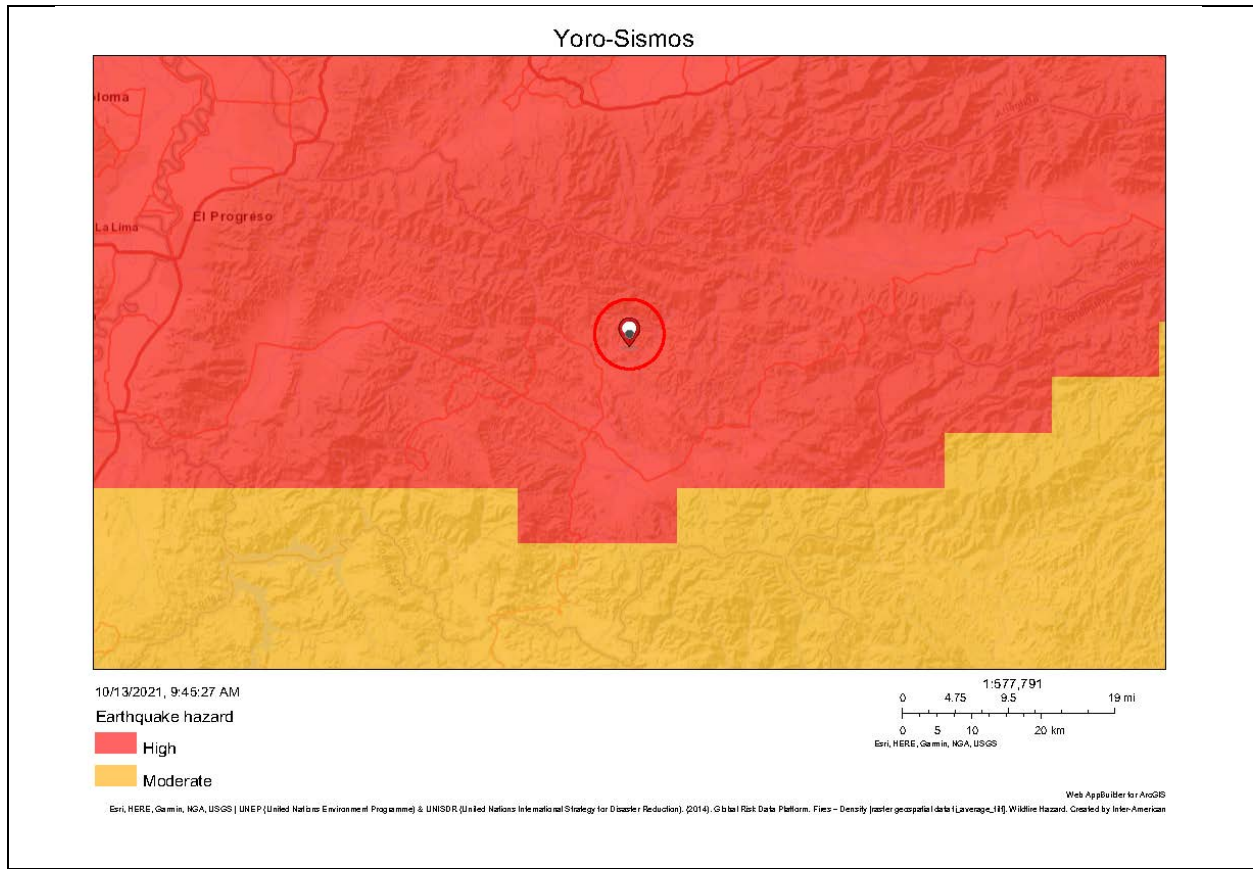 Yoro-Sismos
loma
La Lima
El Progreso
10/13/2021, 9:45:27 AM
Earthquake hazard
High
Moderate
1:577,791
0 4.75 9.5 19 mi
0 5 10 20 km
Esri, HERE, Garmin, NGA, USGS
Web AppBuilder for ArcGIS
Esri, HERE, Garmin, NGA, USGS | UNEP (United Nations Environment Programme) & UNISDR (United Nations International Strategy for Disaster Reduction). (2014). Global Risk Data Platform. Fires – Density [raster geospatial data fi_average_fill]. Wildfire Hazard. Created by Inter-American